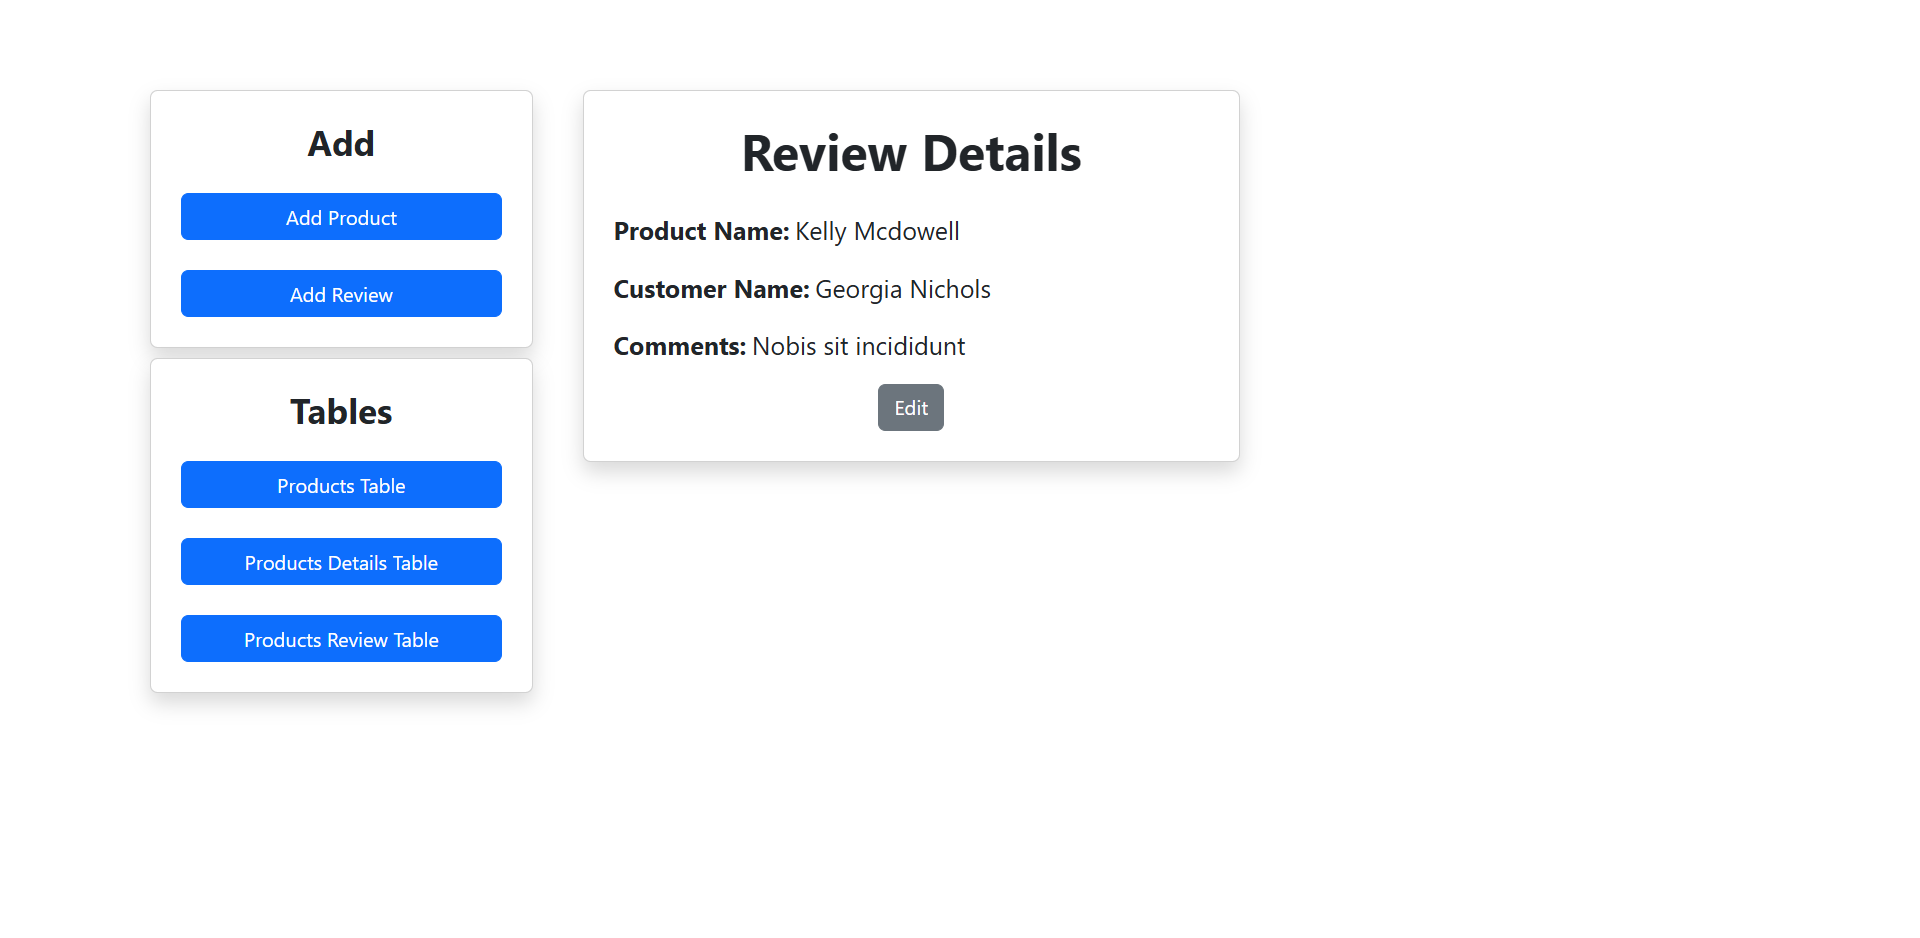 Add
Add Product
Add Review
Tables
Products Table
Products Details Table
Products Review Table
Review Details
Product Name: Kelly Mcdowell
Customer Name: Georgia Nichols
Comments: Nobis sit incididunt
Edit